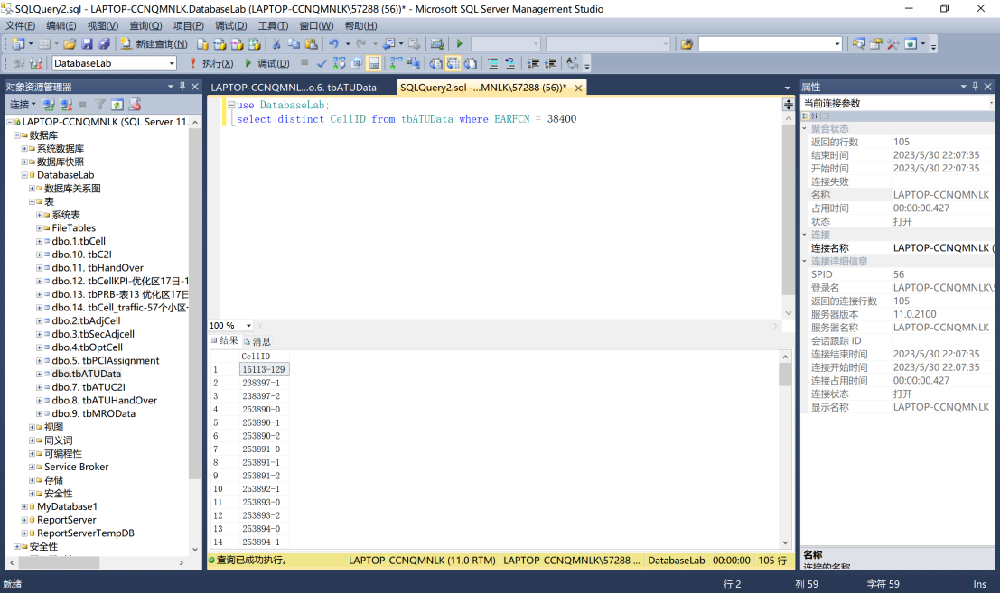 SQLQuery2.sql - LAPTOP-CCNQMNLK.DatabaseLab (LAPTOP-CCNQMNLK\57288 (56))* - Microsoft SQL Server Management Studio
文件(F) 编辑(E) 视图(V) 查询(Q) 项目(P) 调试(D) 工具(T) 窗口(W) 帮助(H)
新建查询(N)
DatabaseLab 执行(X) 调试(D)
对象资源管理器
连接
LAPTOP-CCNQMNLK (SQL Server 11.
数据库
系统数据库
数据库快照
DatabaseLab
数据库关系图
表
系统表
FileTables
dbo.1.tbCell
dbo.10. tbC2I
dbo.11. tbHandOver
dbo.12. tbCellKPI-优化区17日-1
dbo.13. tbPRB-表13 优化区17日
dbo.14. tbCell_traffic-57个小区-
dbo.2.tbAdjCell
dbo.3.tbSecAdjcell
dbo.4.tbOptCell
dbo.5. tbPCIAssignment
dbo.tbATUData
dbo.7. tbATUC2I
dbo.8. tbATUHandOver
dbo.9. tbMROData
视图
同义词
可编程性
Service Broker
存储
安全性
MyDatabase1
ReportServer
ReportServerTempDB
安全性
LAPTOP-CCNQMNL...o.6. tbATUData
SQLQuery2.sql -...MNLK\57288 (56))*
use DatabaseLab;
select distinct CellID from tbATUData where EARFCN = 38400
100 %
结果 消息
CellID
1 15113-129
2 238397-1
3 238397-2
4 253890-0
5 253890-1
6 253890-2
7 253891-0
8 253891-1
9 253891-2
10 253892-1
11 253893-0
12 253893-2
13 253894-0
14 253894-1
查询已成功执行。 LAPTOP-CCNQMNLK (11.0 RTM) LAPTOP-CCNQMNLK\57288 ... DatabaseLab 00:00:00 105 行
属性
当前连接参数
聚合状态
返回的行数 105
结束时间 2023/5/30 22:07:35
开始时间 2023/5/30 22:07:35
连接失败
名称 LAPTOP-CCNQMNLK
占用时间 00:00:00.427
状态 打开
连接
连接名称 LAPTOP-CCNQMNLK (
连接详细信息
SPID 56
登录名 LAPTOP-CCNQMNLK\5
返回的连接行数 105
服务器版本 11.0.2100
服务器名称 LAPTOP-CCNQMNLK
会话跟踪 ID
连接结束时间 2023/5/30 22:07:35
连接开始时间 2023/5/30 22:07:35
连接占用时间 00:00:00.427
连接状态 打开
显示名称 LAPTOP-CCNQMNLK
名称
连接的名称
就绪 行 2 列 59 字符 59 Ins